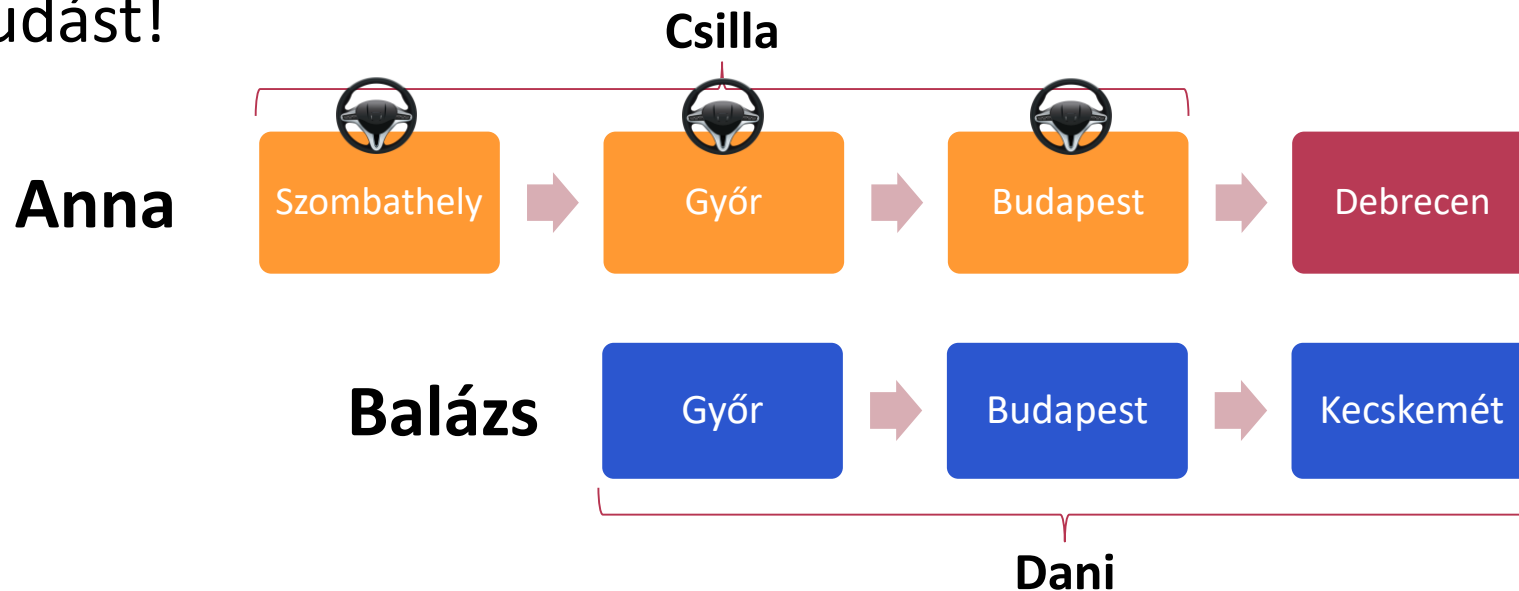 udást!
Csilla
Anna
Szombathely
Győr
Budapest
Debrecen
Balázs
Győr
Budapest
Kecskemét
Dani